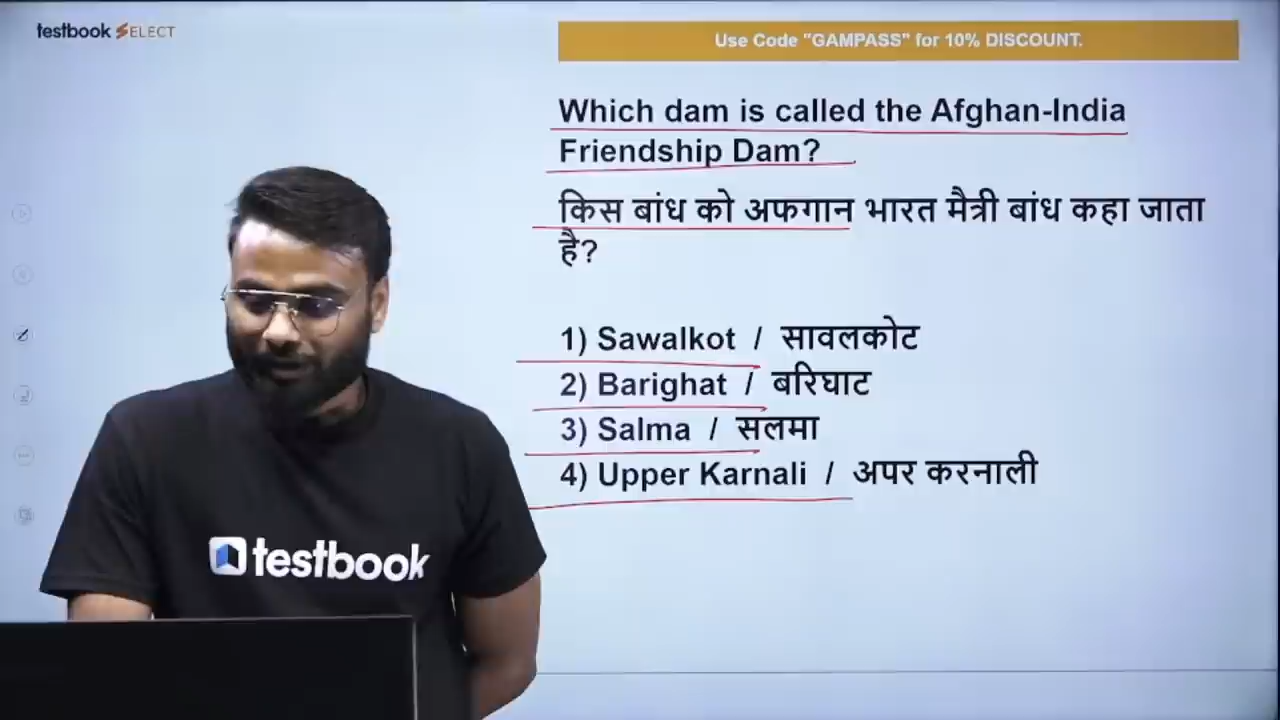 testbook SELECT
Use Code "GAMPASS" for 10% DISCOUNT.
Which dam is called the Afghan-India
Friendship Dam?
किस बांध को अफगान भारत मैत्री बांध कहा जाता
है?
1) Sawalkot / सावलकोट
2) Barighat / बरिघाट
3) Salma / सलमा
4) Upper Karnali / अपर करनाली
testbook